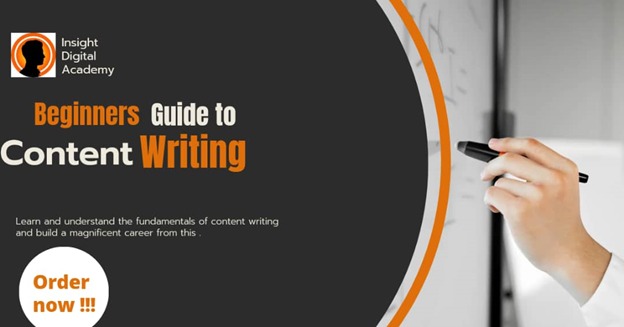 Insight
Digital
Academy
Beginners Guide to
Content Writing
Learn and understand the fundamentals of content writing
and build a magnificent career from this .
Order
now !!!